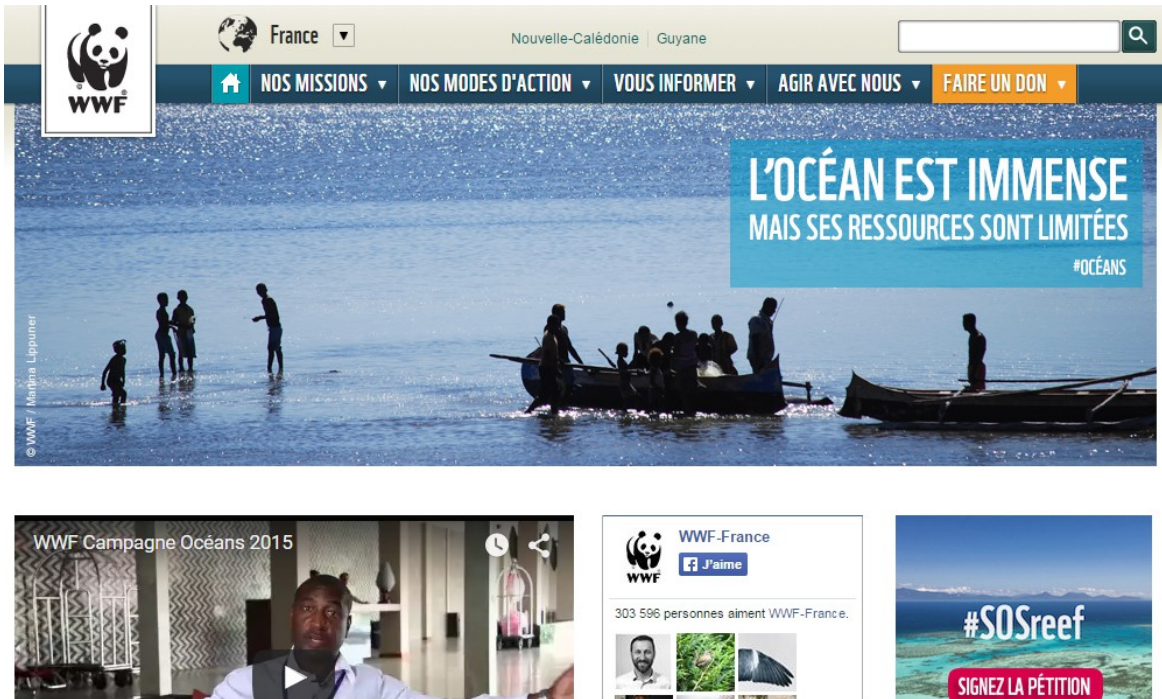 WWF
France
Nouvelle-Calédonie | Guyane
NOS MISSIONS
NOS MODES D'ACTION
VOUS INFORMER
AGIR AVEC NOUS
FAIRE UN DON
L'OCÉAN EST IMMENSE
MAIS SES RESSOURCES SONT LIMITÉES
#OCÉANS
© WWF / Martina Lippuner
WWF Campagne Océans 2015
WWF
WWF-France
J'aime
303 596 personnes aiment WWF-France.
#SOSreef
SIGNEZ LA PÉTITION